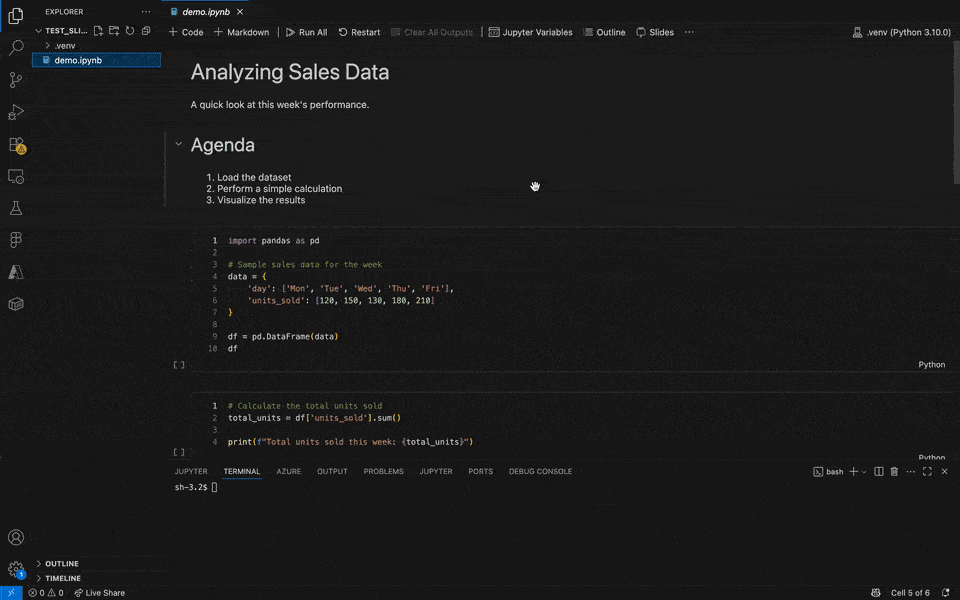 EXPLORER ···
demo.ipynb
TEST_SLI...
.venv
demo.ipynb
Code Markdown Run All Restart Clear All Outputs Jupyter Variables Outline Slides ··· .venv (Python 3.10.0)
Analyzing Sales Data
A quick look at this week's performance.
Agenda
1. Load the dataset
2. Perform a simple calculation
3. Visualize the results
1 import pandas as pd
2
3 # Sample sales data for the week
4 data = {
5 'day': ['Mon', 'Tue', 'Wed', 'Thu', 'Fri'],
6 'units_sold': [120, 150, 130, 180, 210]
7 }
8
9 df = pd.DataFrame(data)
10 df
[ ] Python
1 # Calculate the total units sold
2 total_units = df['units_sold'].sum()
3
4 print(f"Total units sold this week: {total_units}")
[ ] Python
JUPYTER TERMINAL AZURE OUTPUT PROBLEMS JUPYTER PORTS DEBUG CONSOLE bash ···
sh-3.2$
1
OUTLINE
TIMELINE
0 0 Live Share Cell 5 of 6